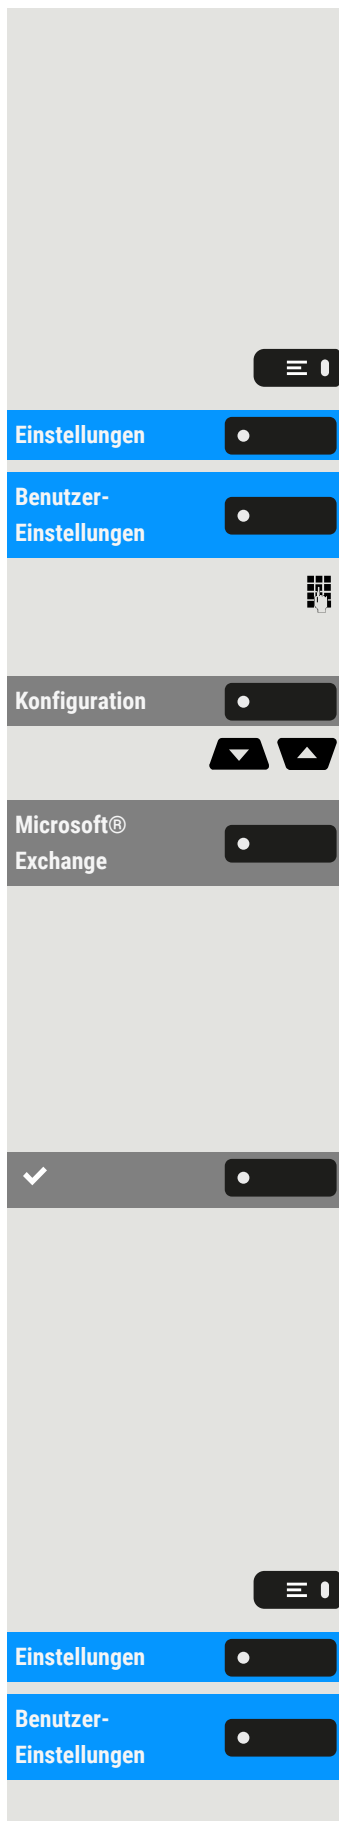 Einstellungen
Benutzer-
Einstellungen
Konfiguration
Microsoft®
Exchange
Einstellungen
Benutzer-
Einstellungen